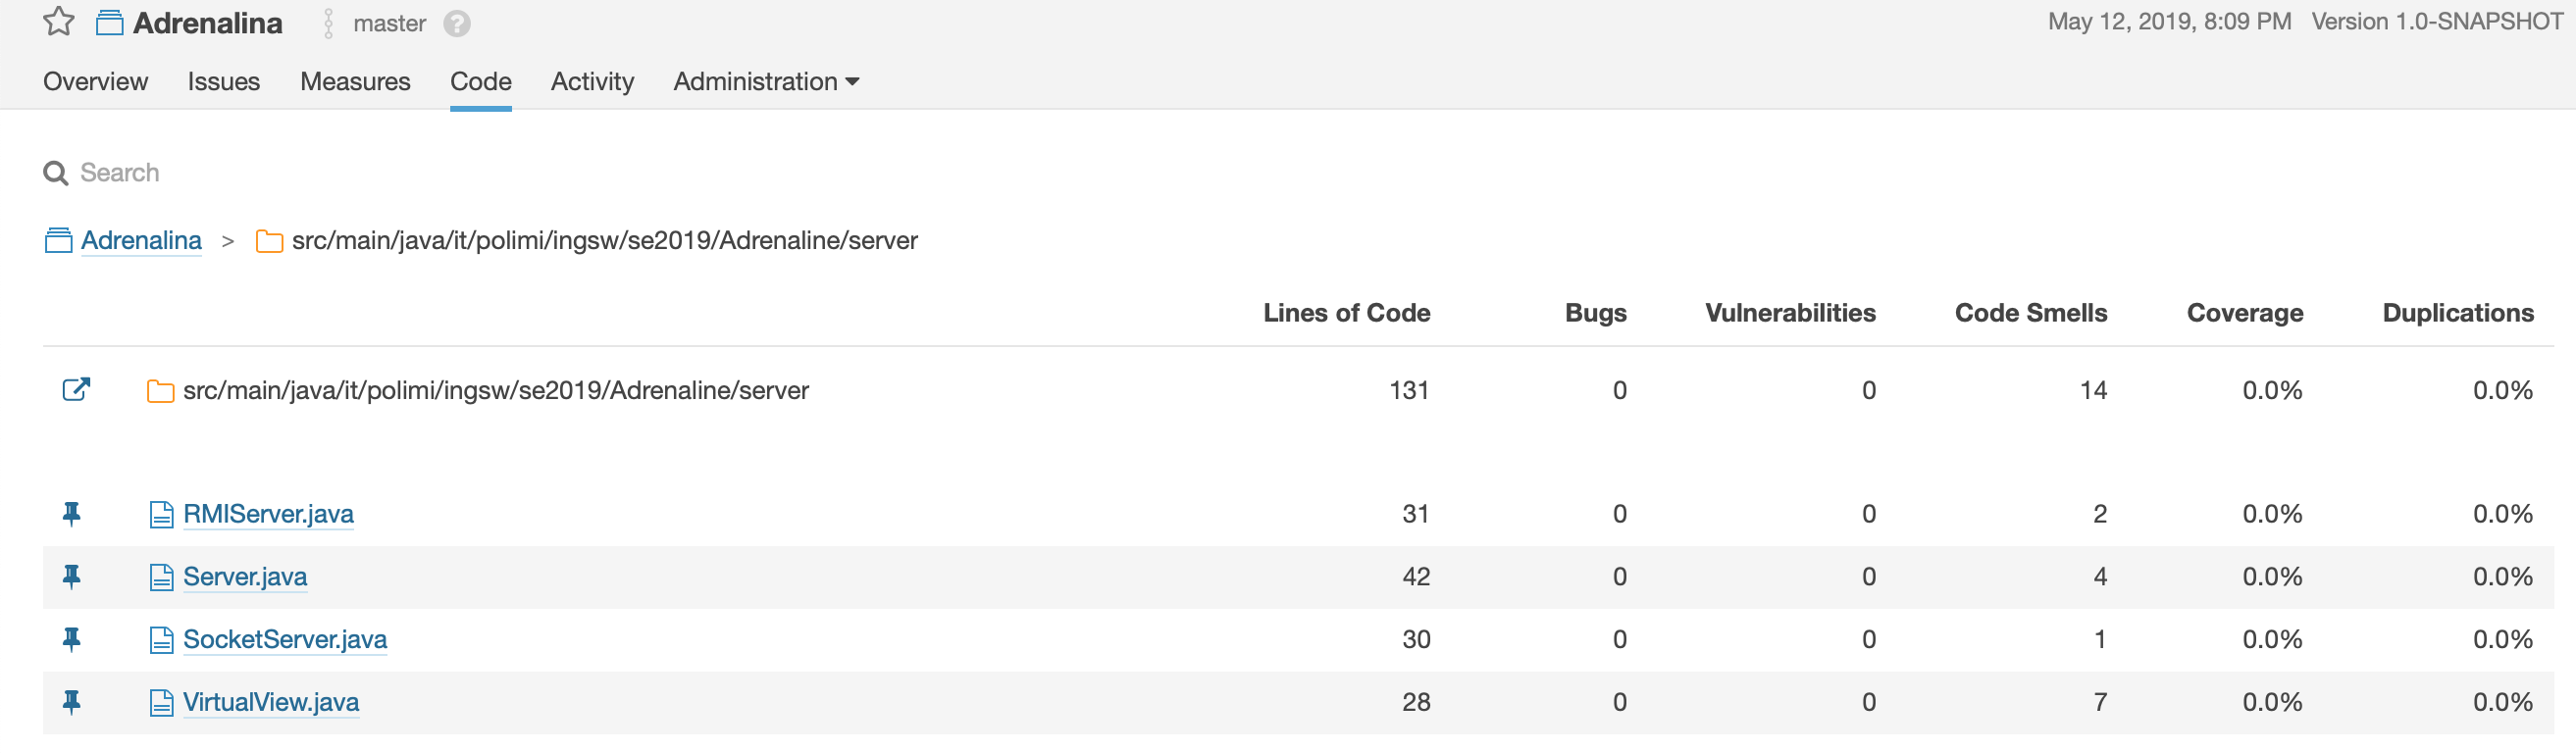 Adrenalina master ? May 12, 2019, 8:09 PM Version 1.0-SNAPSHOT
Overview Issues Measures Code Activity Administration
Search
Adrenalina > src/main/java/it/polimi/ingsw/se2019/Adrenaline/server
Lines of Code Bugs Vulnerabilities Code Smells Coverage Duplications
src/main/java/it/polimi/ingsw/se2019/Adrenaline/server 131 0 0 14 0.0% 0.0%
RMIServer.java 31 0 0 2 0.0% 0.0%
Server.java 42 0 0 4 0.0% 0.0%
SocketServer.java 30 0 0 1 0.0% 0.0%
VirtualView.java 28 0 0 7 0.0% 0.0%